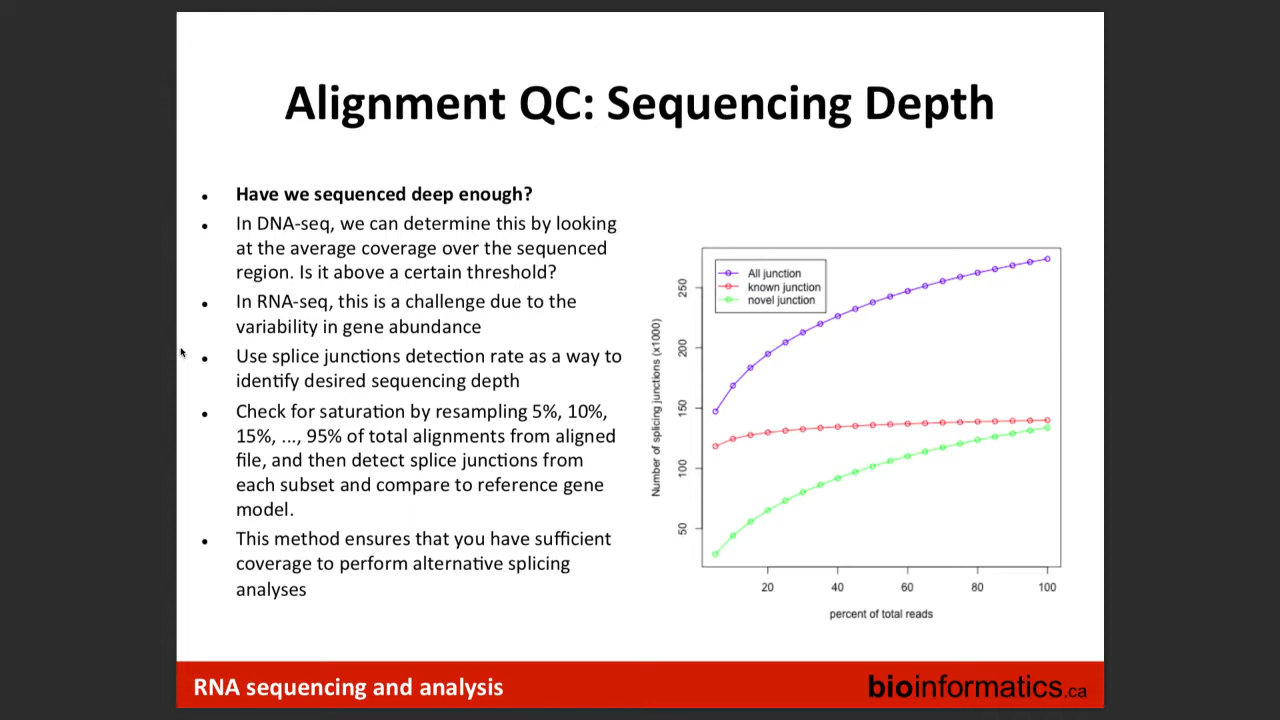 Alignment QC: Sequencing Depth
• Have we sequenced deep enough?
• In DNA-seq, we can determine this by looking
at the average coverage over the sequenced
region. Is it above a certain threshold?
• In RNA-seq, this is a challenge due to the
variability in gene abundance
• Use splice junctions detection rate as a way to
identify desired sequencing depth
• Check for saturation by resampling 5%, 10%,
15%, ..., 95% of total alignments from aligned
file, and then detect splice junctions from
each subset and compare to reference gene
model.
• This method ensures that you have sufficient
coverage to perform alternative splicing
analyses
All junction
known junction
novel junction
Number of splicing junctions (x1000)
250
200
150
100
50
20 40 60 80 100
percent of total reads
RNA sequencing and analysis
bioinformatics.ca